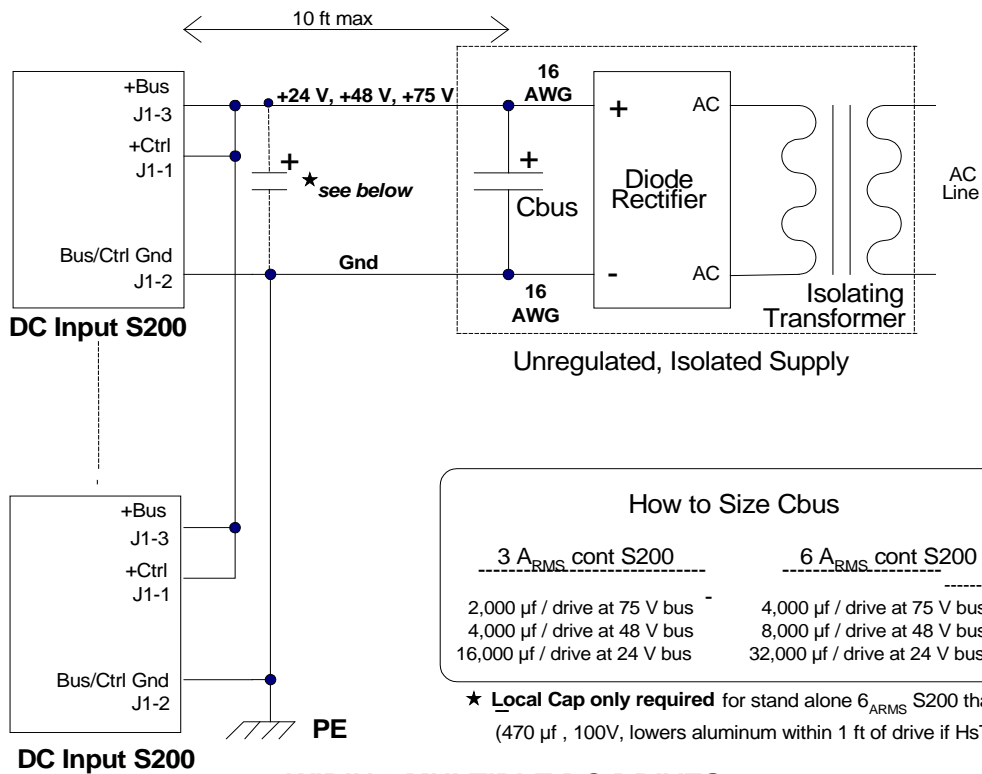 10 ft max
+Bus
J1-3
+Ctrl
J1-1
Bus/Ctrl Gnd
J1-2
DC Input S200
+24 V, +48 V, +75 V
+
★ see below
Gnd
16
AWG
+
Cbus
16
AWG
+
-
Diode
Rectifier
AC
AC
AC
Line
Isolating
Transformer
Unregulated, Isolated Supply
+Bus
J1-3
+Ctrl
J1-1
Bus/Ctrl Gnd
J1-2
DC Input S200
PE
How to Size Cbus
3 ARMS cont S200
2,000 µf / drive at 75 V bus
4,000 µf / drive at 48 V bus
16,000 µf / drive at 24 V bus
6 ARMS cont S200
4,000 µf / drive at 75 V bus
8,000 µf / drive at 48 V bus
32,000 µf / drive at 24 V bus
★ Local Cap only required for stand alone 6ARMS S200
(470 µf , 100V, lowers aluminum within 1 ft of drive if